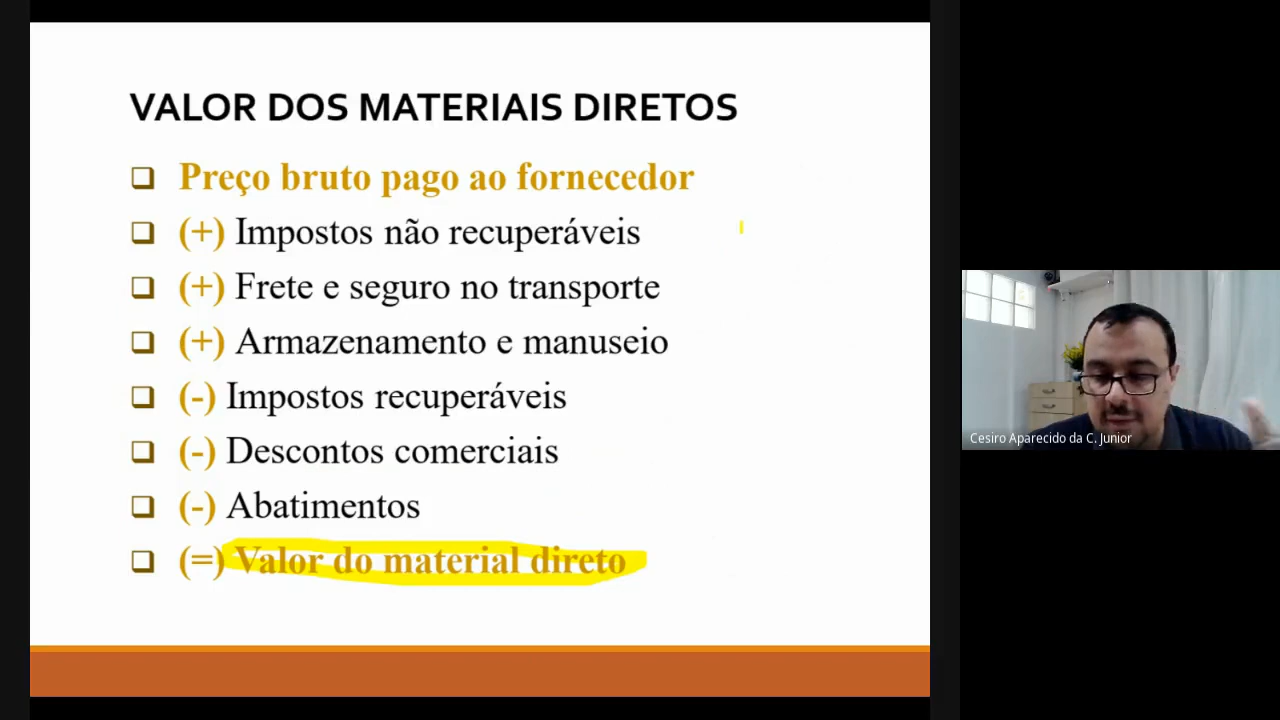 VALOR DOS MATERIAIS DIRETOS
Preço bruto pago ao fornecedor
(+) Impostos não recuperáveis
(+) Frete e seguro no transporte
(+) Armazenamento e manuseio
(-) Impostos recuperáveis
(-) Descontos comerciais
(-) Abatimentos
(=) Valor do material direto
Cesiro Aparecido da C. Junior